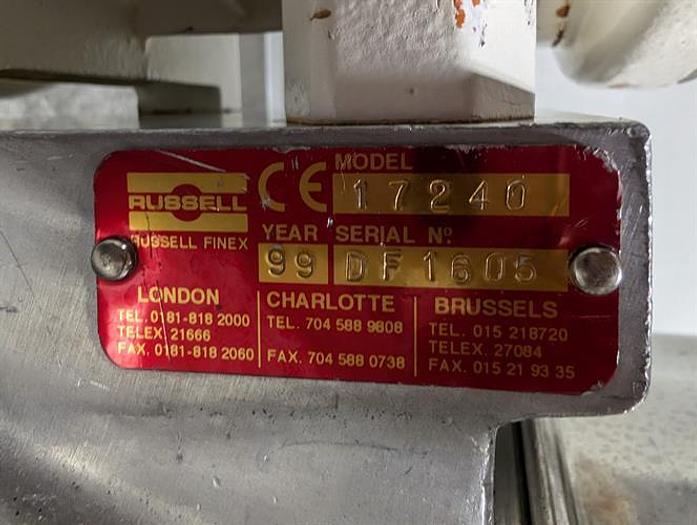 RUSSELL
RUSSELL FINEX
CE
MODEL
17240
YEAR SERIAL Nº.
99 DF1605
LONDON
TEL. 0181-818 2000
TELEX. 21666
FAX. 0181-818 2060
CHARLOTTE
TEL. 704 588 9808
FAX. 704 588 0738
BRUSSELS
TEL. 015 218720
TELEX. 27084
FAX. 015 21 93 35